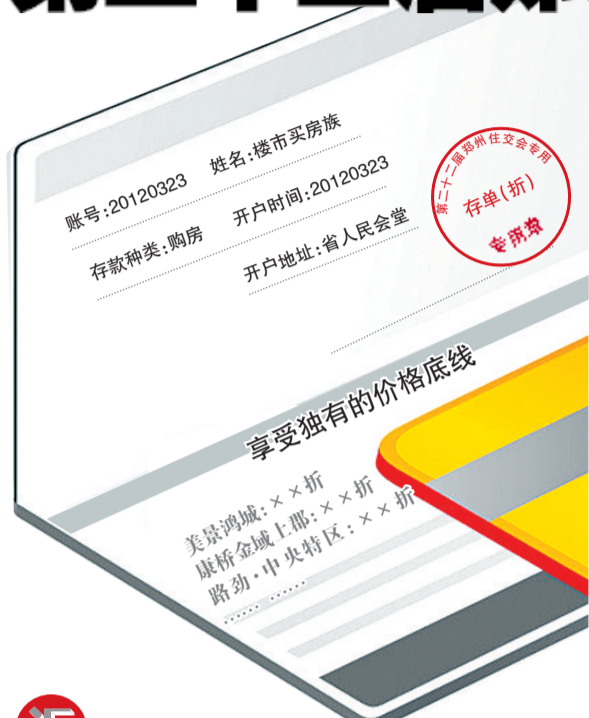 账号:20120323 姓名:楼市买房族
存款种类:购房 开户时间:20120323
开户地址:省人民会堂
第二十二届郑州住交会专用
存单(折)
专用章
享受独有的价格底线
美景鸿城:××折
康桥金域上郡:××折
路劲·中央特区:××折
…… ……